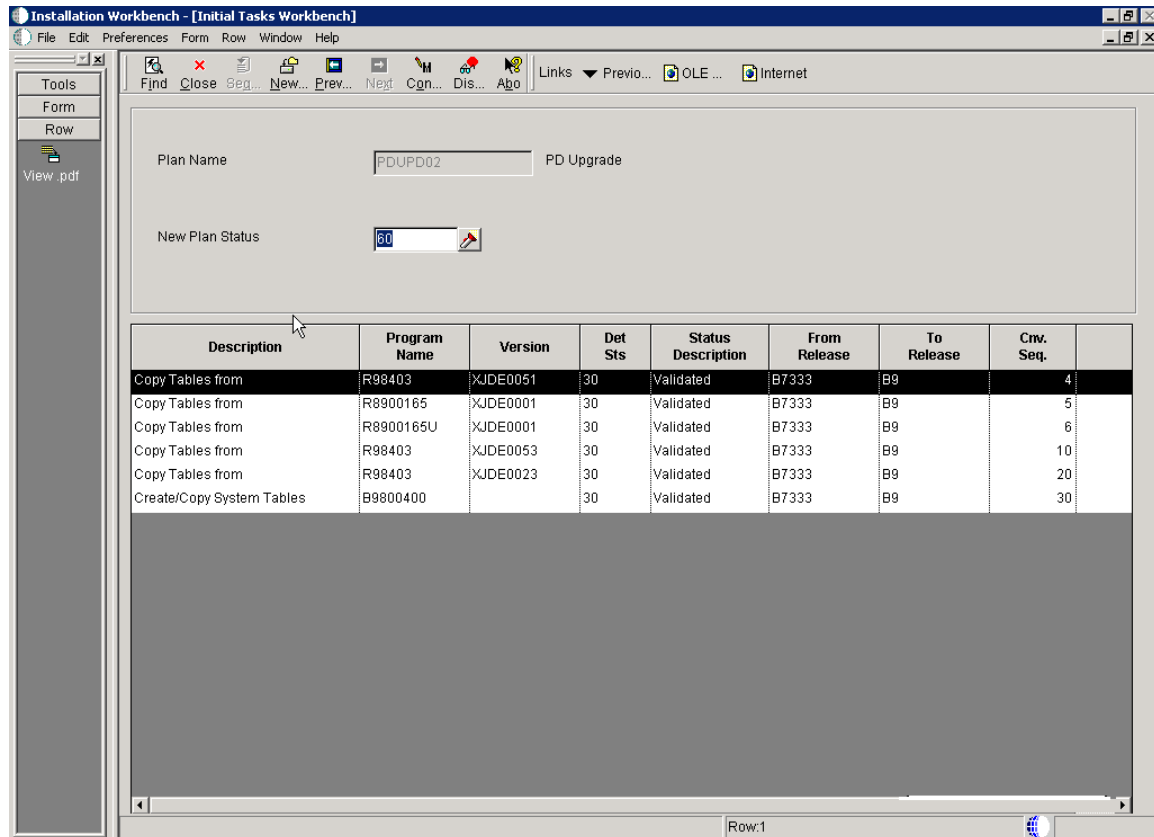 Installation Workbench - [Initial Tasks Workbench]
File Edit Preferences Form Row Window Help
Tools
Form
Row
View .pdf
Find Close Seq... New... Prev... Next Con... Dis... Abo Links Previo... OLE ... Internet
Plan Name PDUPD02 PD Upgrade
New Plan Status 60
Description Program Name Version Det Sts Status Description From Release To Release Cnv. Seq.
Copy Tables from R98403 XJDE0051 30 Validated B7333 B9 4
Copy Tables from R8900165 XJDE0001 30 Validated B7333 B9 5
Copy Tables from R8900165U XJDE0001 30 Validated B7333 B9 6
Copy Tables from R98403 XJDE0053 30 Validated B7333 B9 10
Copy Tables from R98403 XJDE0023 30 Validated B7333 B9 20
Create/Copy System Tables B9800400 30 Validated B7333 B9 30
Row:1